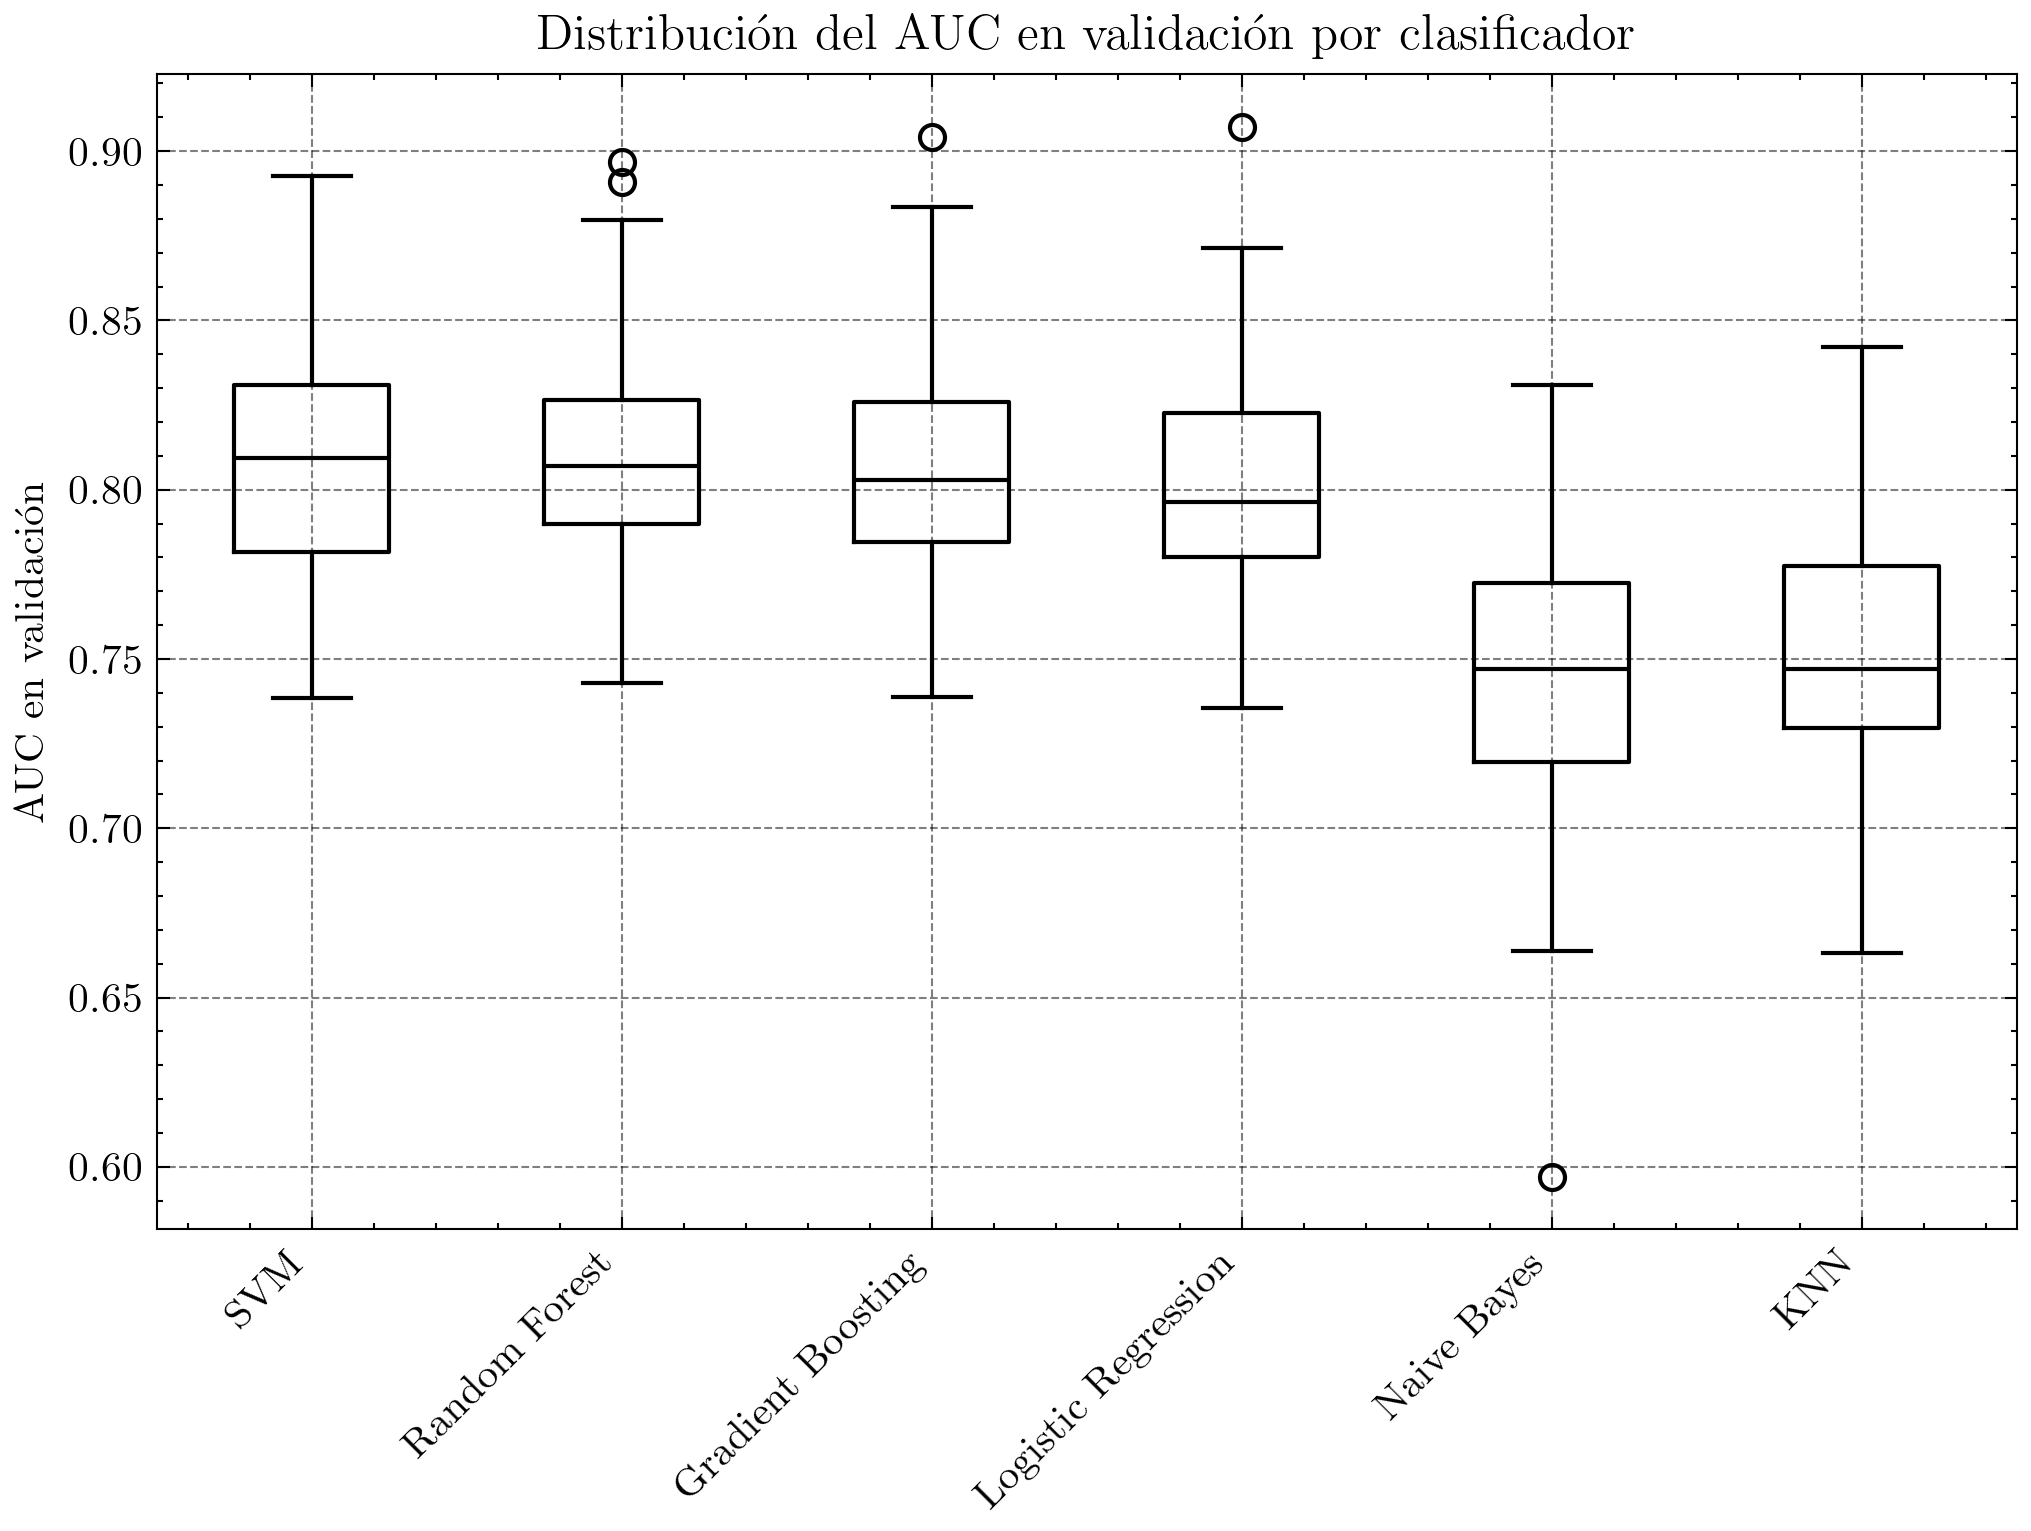 Distribución del AUC en validación por clasificador
AUC en validación
0.90
0.85
0.80
0.75
0.70
0.65
0.60
SVM
Random Forest
Gradient Boosting
Logistic Regression
Naive Bayes
KNN